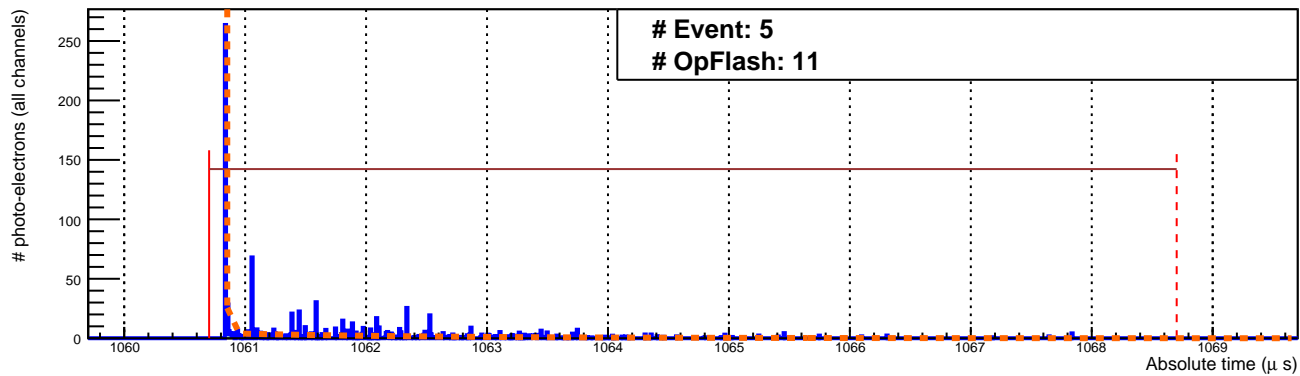 # Event: 5
# OpFlash: 11
# photo-electrons (all channels)
250
200
150
100
50
0
1060 1061 1062 1063 1064 1065 1066 1067 1068 1069
Absolute time (μ s)